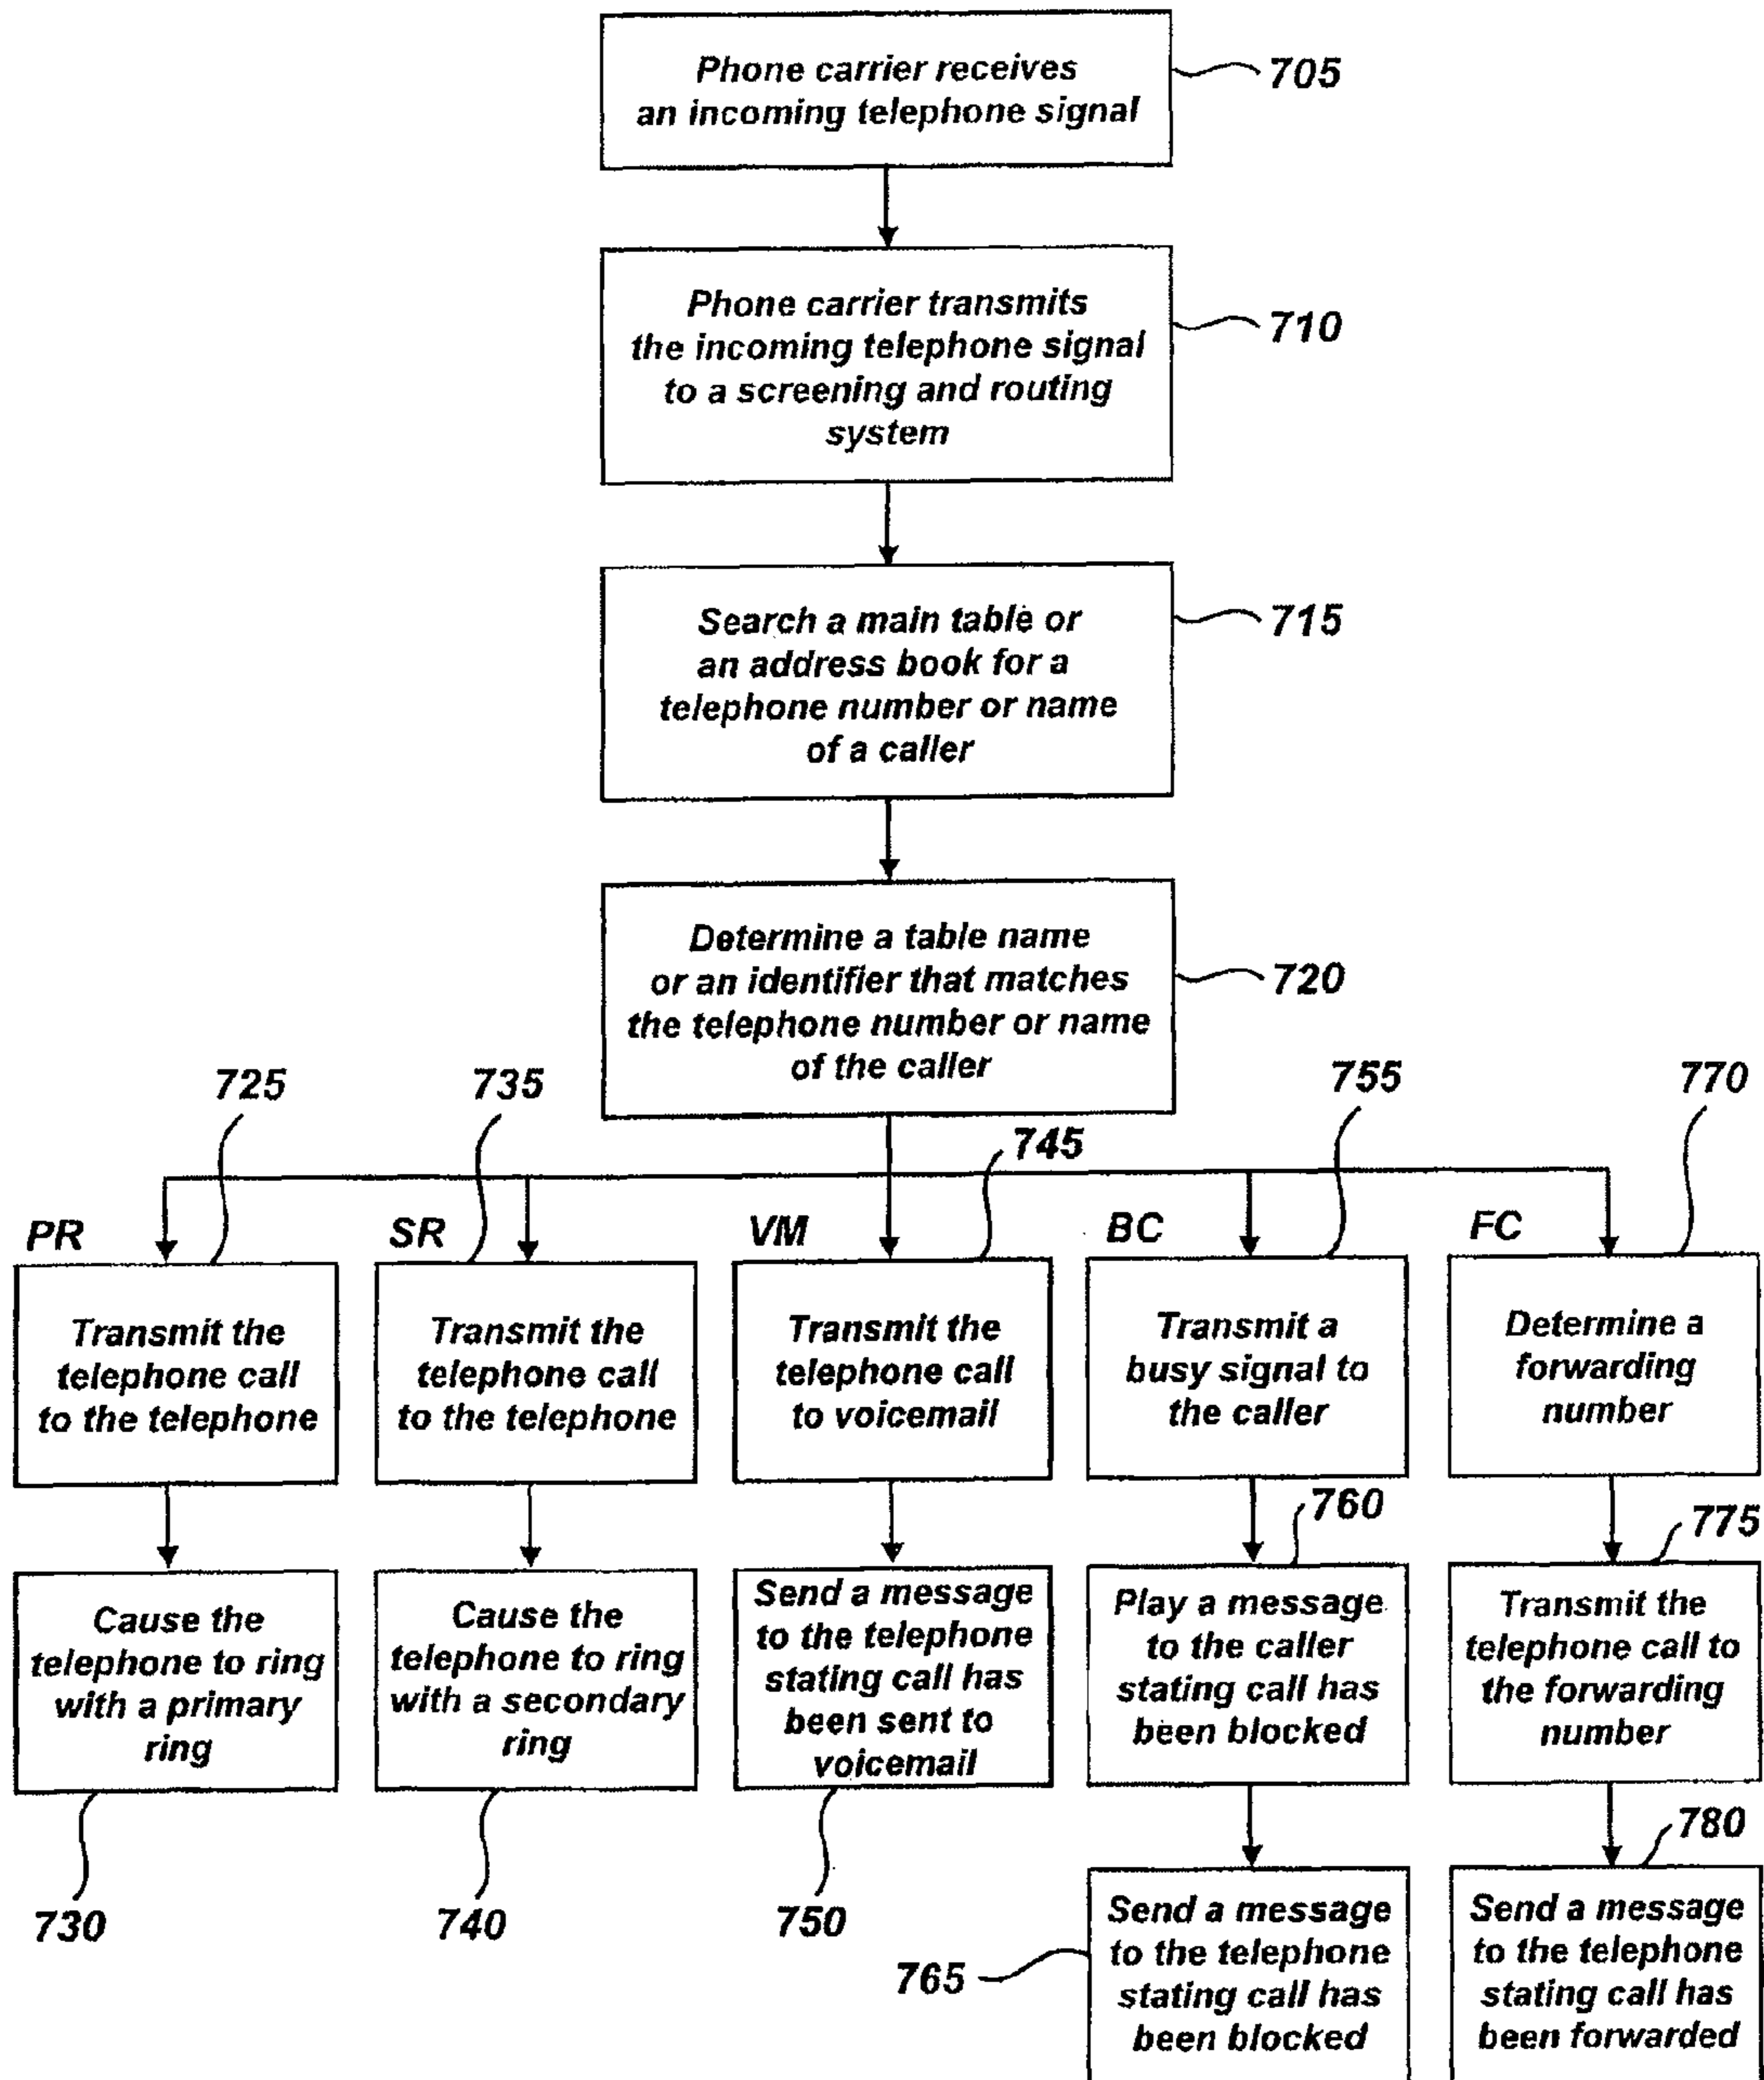 Phone carrier receives
an incoming telephone signal
705
Phone carrier transmits
the incoming telephone signal
to a screening and routing
system
710
Search a main table or
an address book for a
telephone number or name
of a caller
715
Determine a table name
or an identifier that matches
the telephone number or name
of the caller
720
725
735
745
755
770
PR
Transmit the
telephone call
to the telephone
SR
Transmit the
telephone call
to the telephone
VM
Transmit the
telephone call
to voicemail
BC
Transmit a
busy signal to
the caller
FC
Determine a
forwarding
number
760
775
Cause the
telephone to ring
with a primary
ring
730
Cause the
telephone to ring
with a secondary
ring
740
Send a message
to the telephone
stating call has
been sent to
voicemail
750
Play a message
to the caller
stating call has
been blocked
Transmit the
telephone call to
the forwarding
number
780
765
Send a message
to the telephone
stating call has
been blocked
Send a message
to the telephone
stating call has
been forwarded